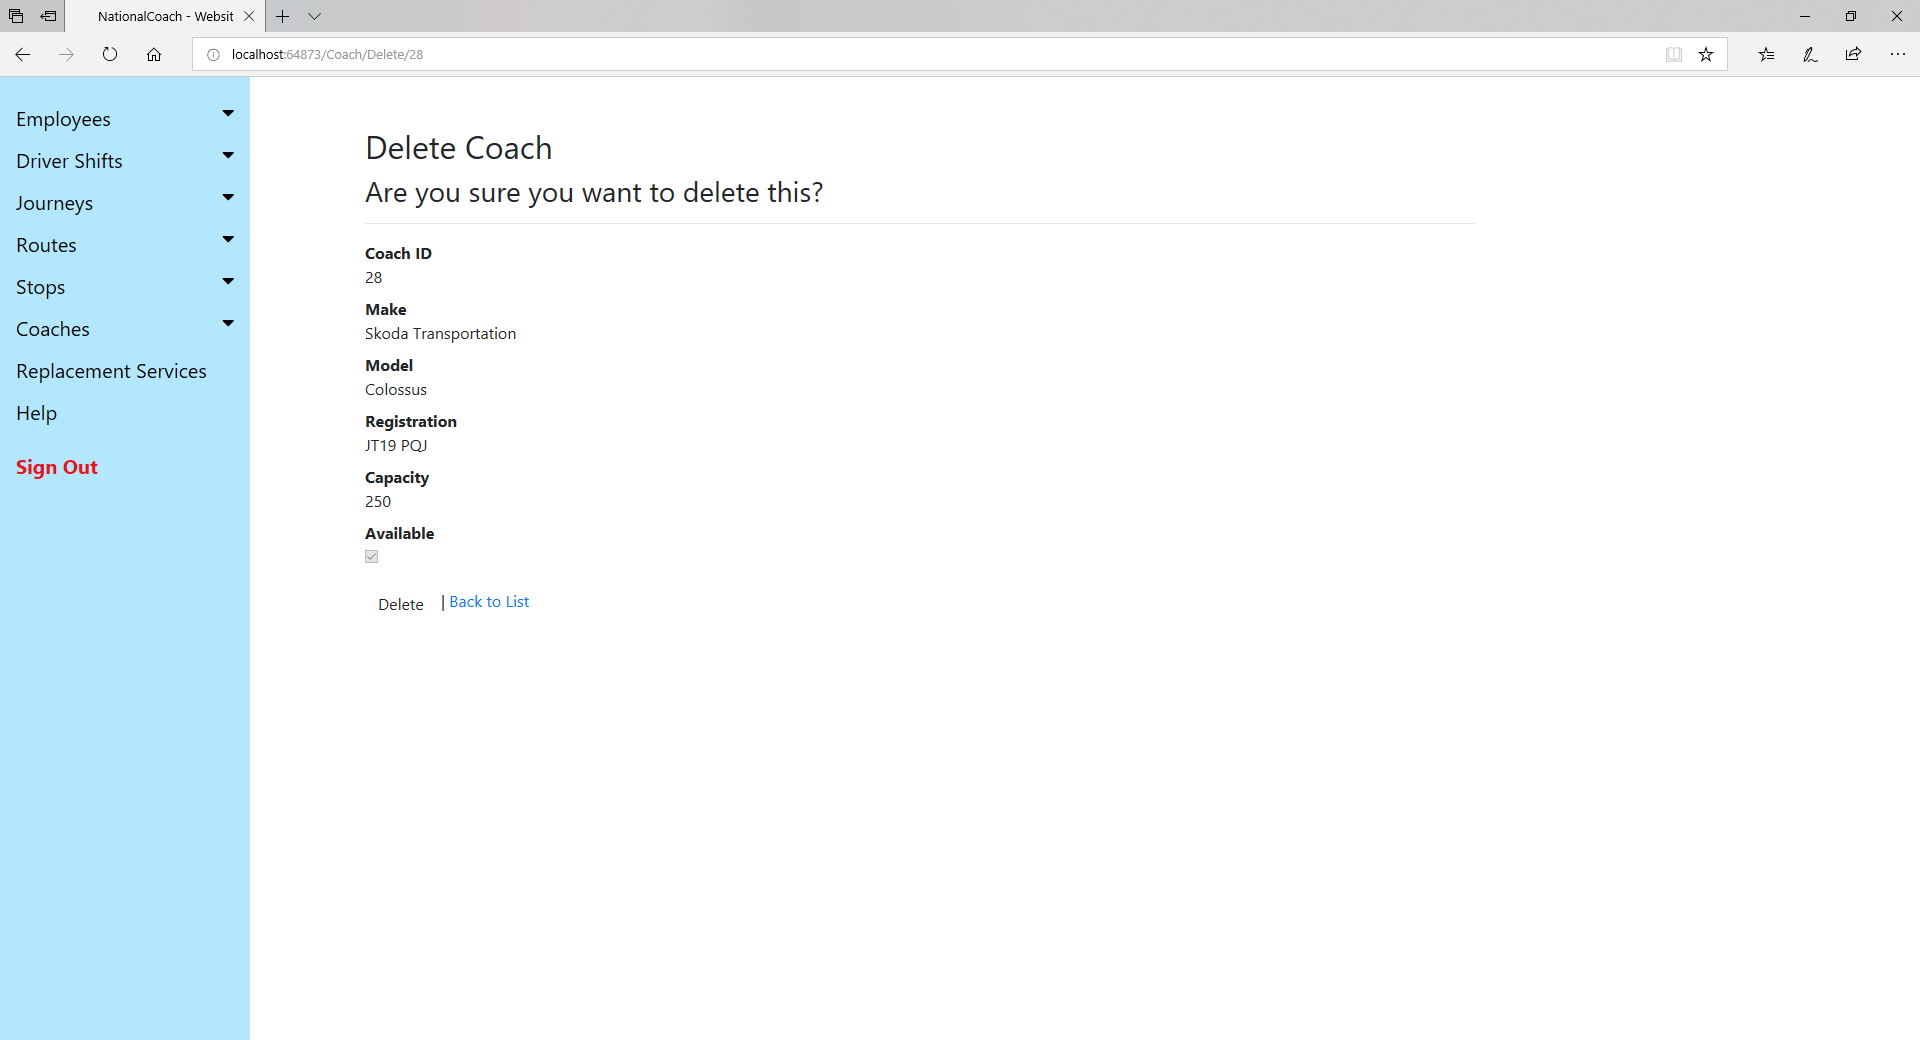 NationalCoach - Websit
localhost:64873/Coach/Delete/28
Employees
Driver Shifts
Journeys
Routes
Stops
Coaches
Replacement Services
Help
Sign Out
Delete Coach
Are you sure you want to delete this?
Coach ID
28
Make
Skoda Transportation
Model
Colossus
Registration
JT19 PQJ
Capacity
250
Available
Delete | Back to List